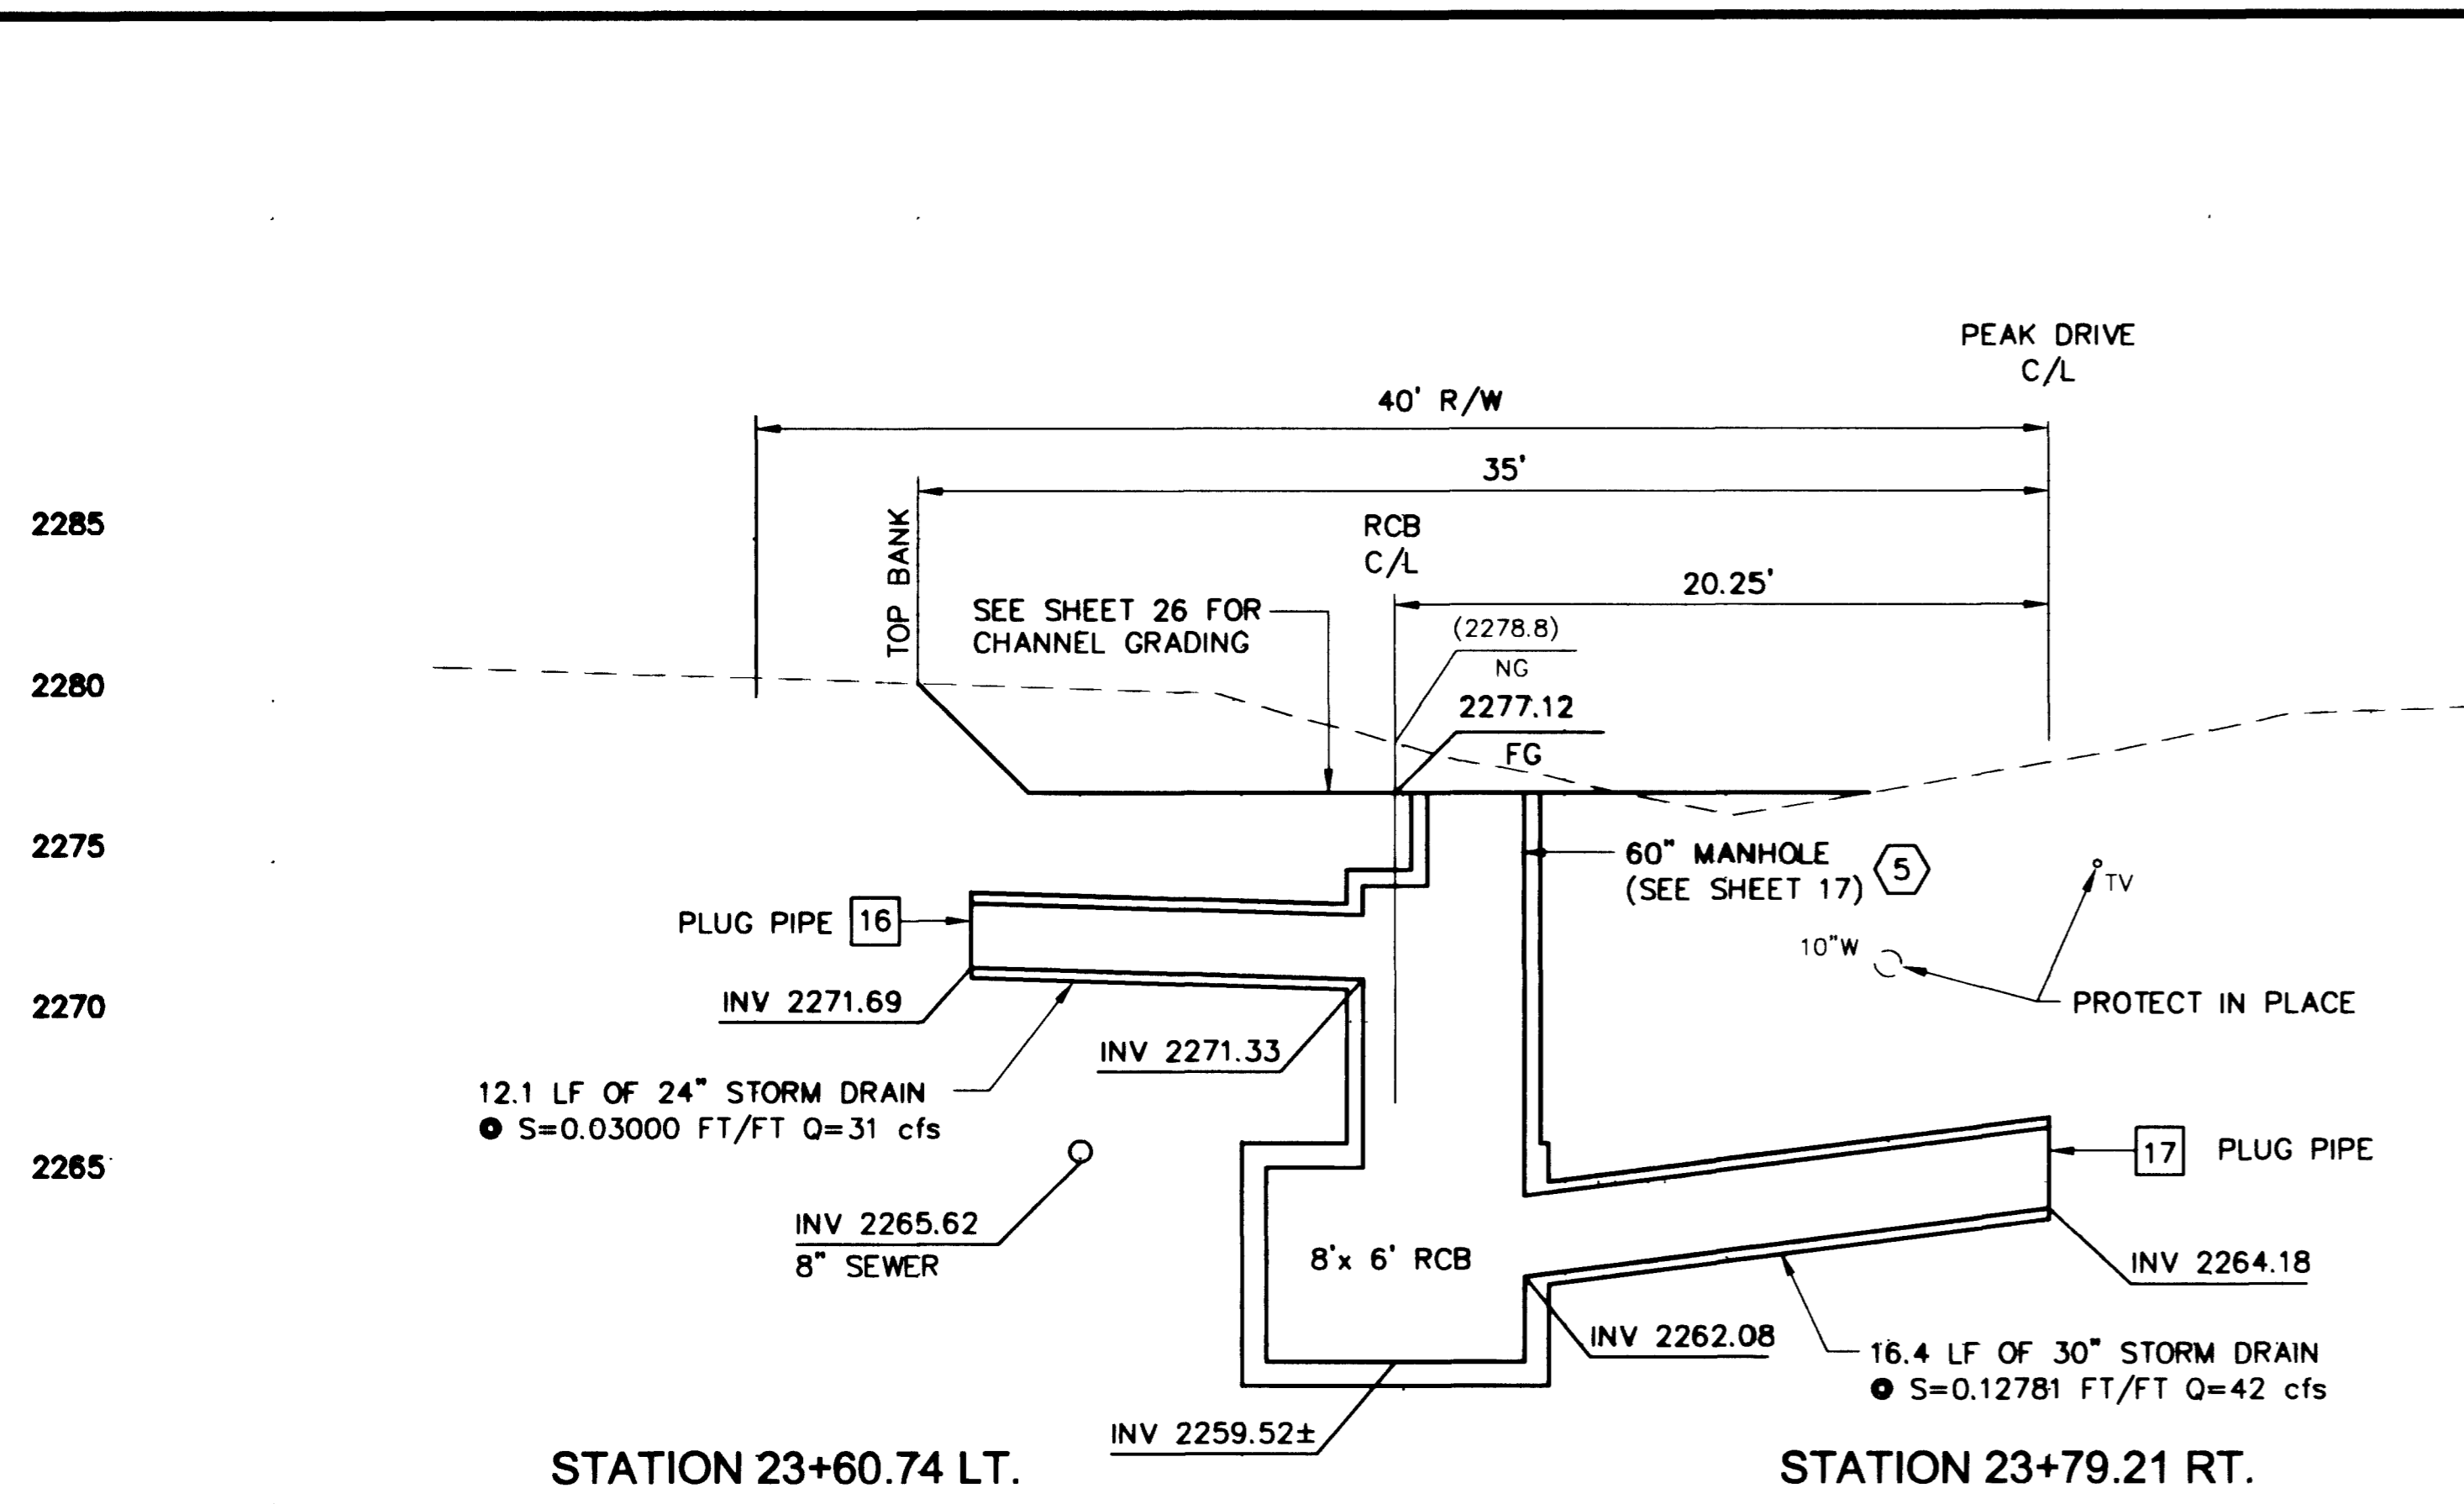 PEAK DRIVE
C/L
40' R/W
35'
2285
TOP BANK
RCB
C/L
20.25'
SEE SHEET 26 FOR
CHANNEL GRADING
(2278.8)
NG
2280
2277.12
FG
2275
60" MANHOLE
(SEE SHEET 17)
5
TV
PLUG PIPE 16
10"W
INV 2271.69
2270
PROTECT IN PLACE
INV 2271.33
12.1 LF OF 24" STORM DRAIN
@ S=0.03000 FT/FT Q=31 cfs
2265
17 PLUG PIPE
INV 2265.62
8" SEWER
8'x 6' RCB
INV 2264.18
INV 2262.08
16.4 LF OF 30" STORM DRAIN
@ S=0.12781 FT/FT Q=42 cfs
INV 2259.52±
STATION 23+60.74 LT.
STATION 23+79.21 RT.